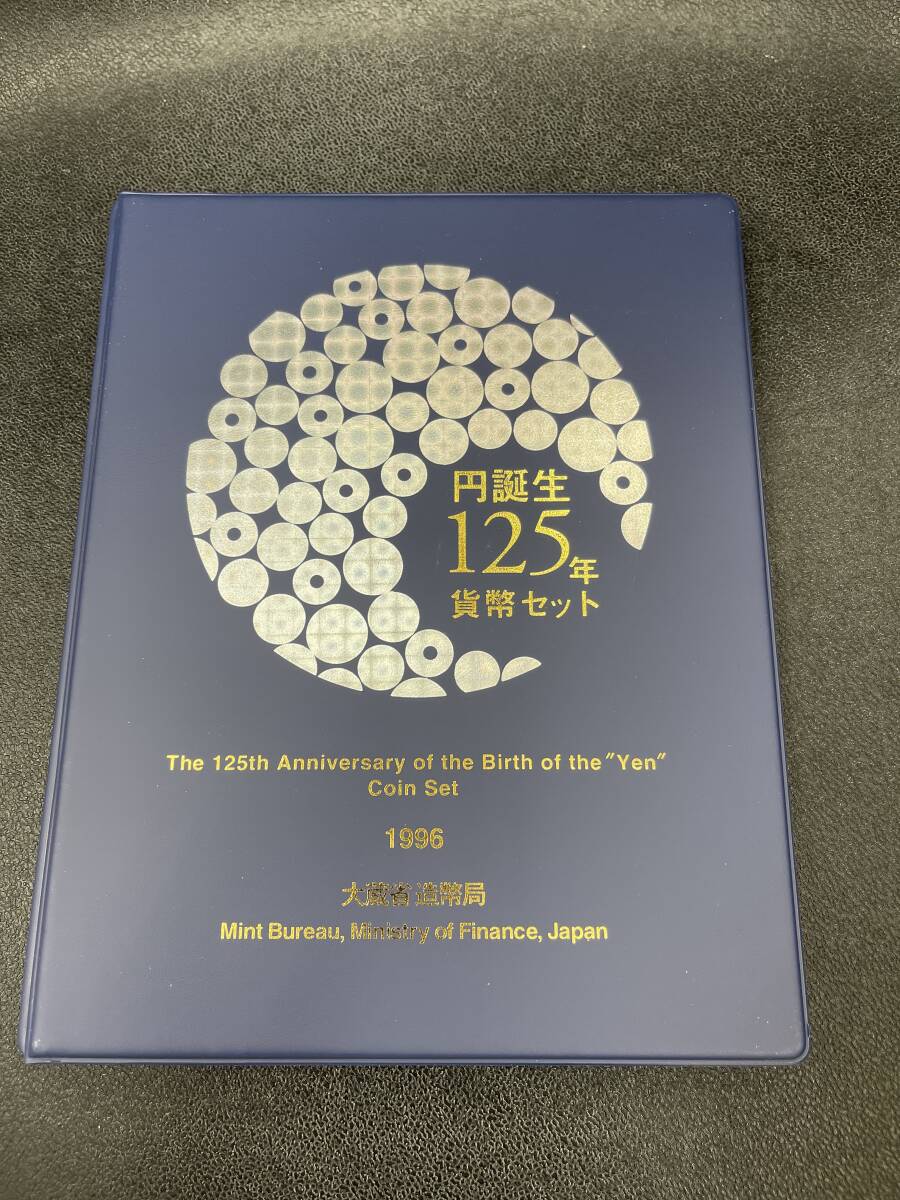 円誕生
125年
貨幣セット
The 125th Anniversary of the Birth of the "Yen"
Coin Set
1996
大蔵省 造幣局
Mint Bureau, Ministry of Finance, Japan